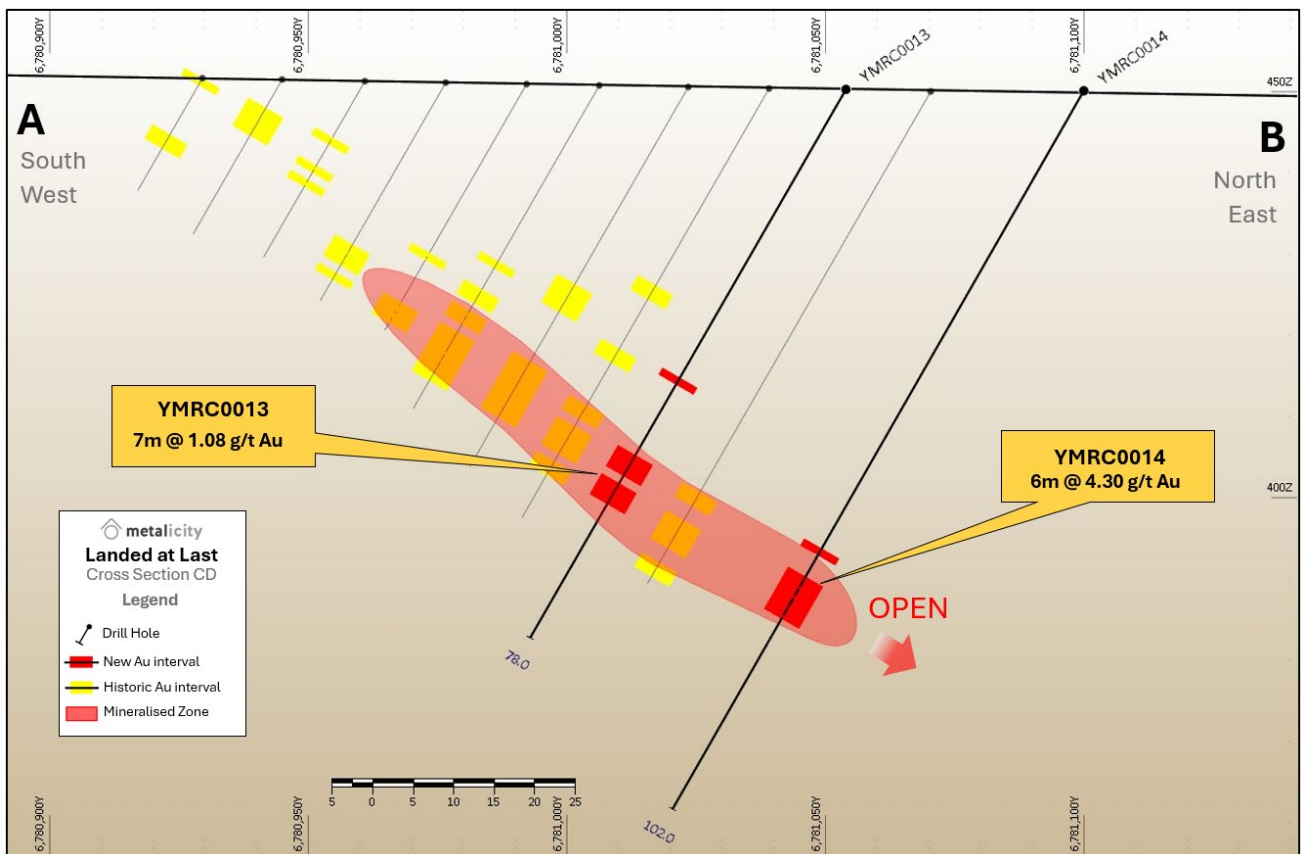 6,780,900Y
6,780,950Y
6,781,000Y
6,781,050Y
6,781,100Y
YMRC0013
YMRC0014
450Z
A
South
West
B
North
East
YMRC0013
7m @ 1.08 g/t Au
YMRC0014
6m @ 4.30 g/t Au
400Z
metalicity
Landed at Last
Cross Section CD
Legend
Drill Hole
New Au interval
Historic Au interval
Mineralised Zone
OPEN
78.0
102.0
5 0 5 10 15 20 25
6,780,900Y
6,780,950Y
6,781,000Y
6,781,050Y
6,781,100Y